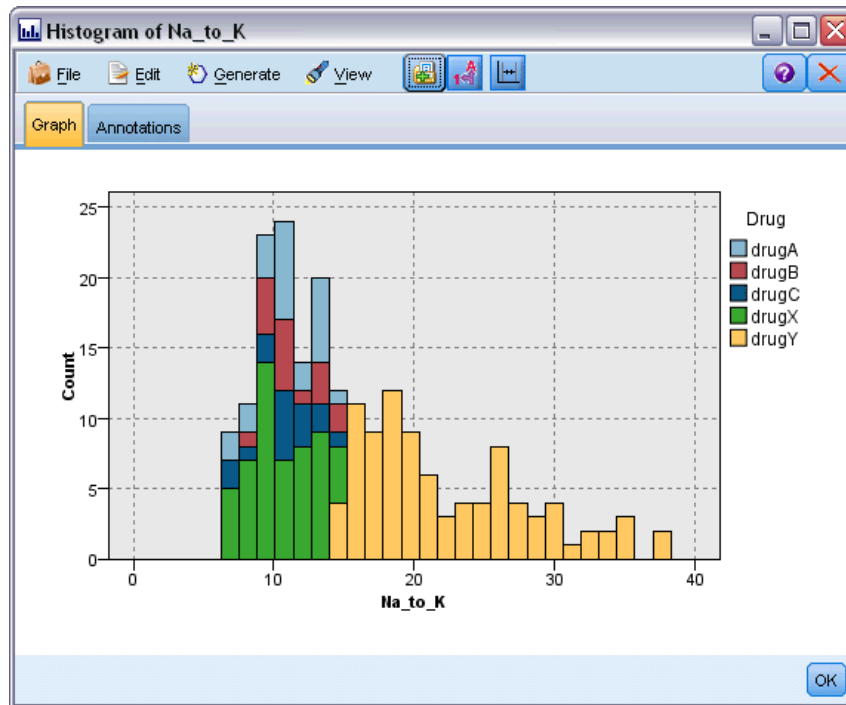 Histogram of Na_to_K
File Edit Generate View
Graph Annotations
25
20
15
10
5
0
Count
0 10 20 30 40
Na_to_K
Drug
drugA
drugB
drugC
drugX
drugY
OK